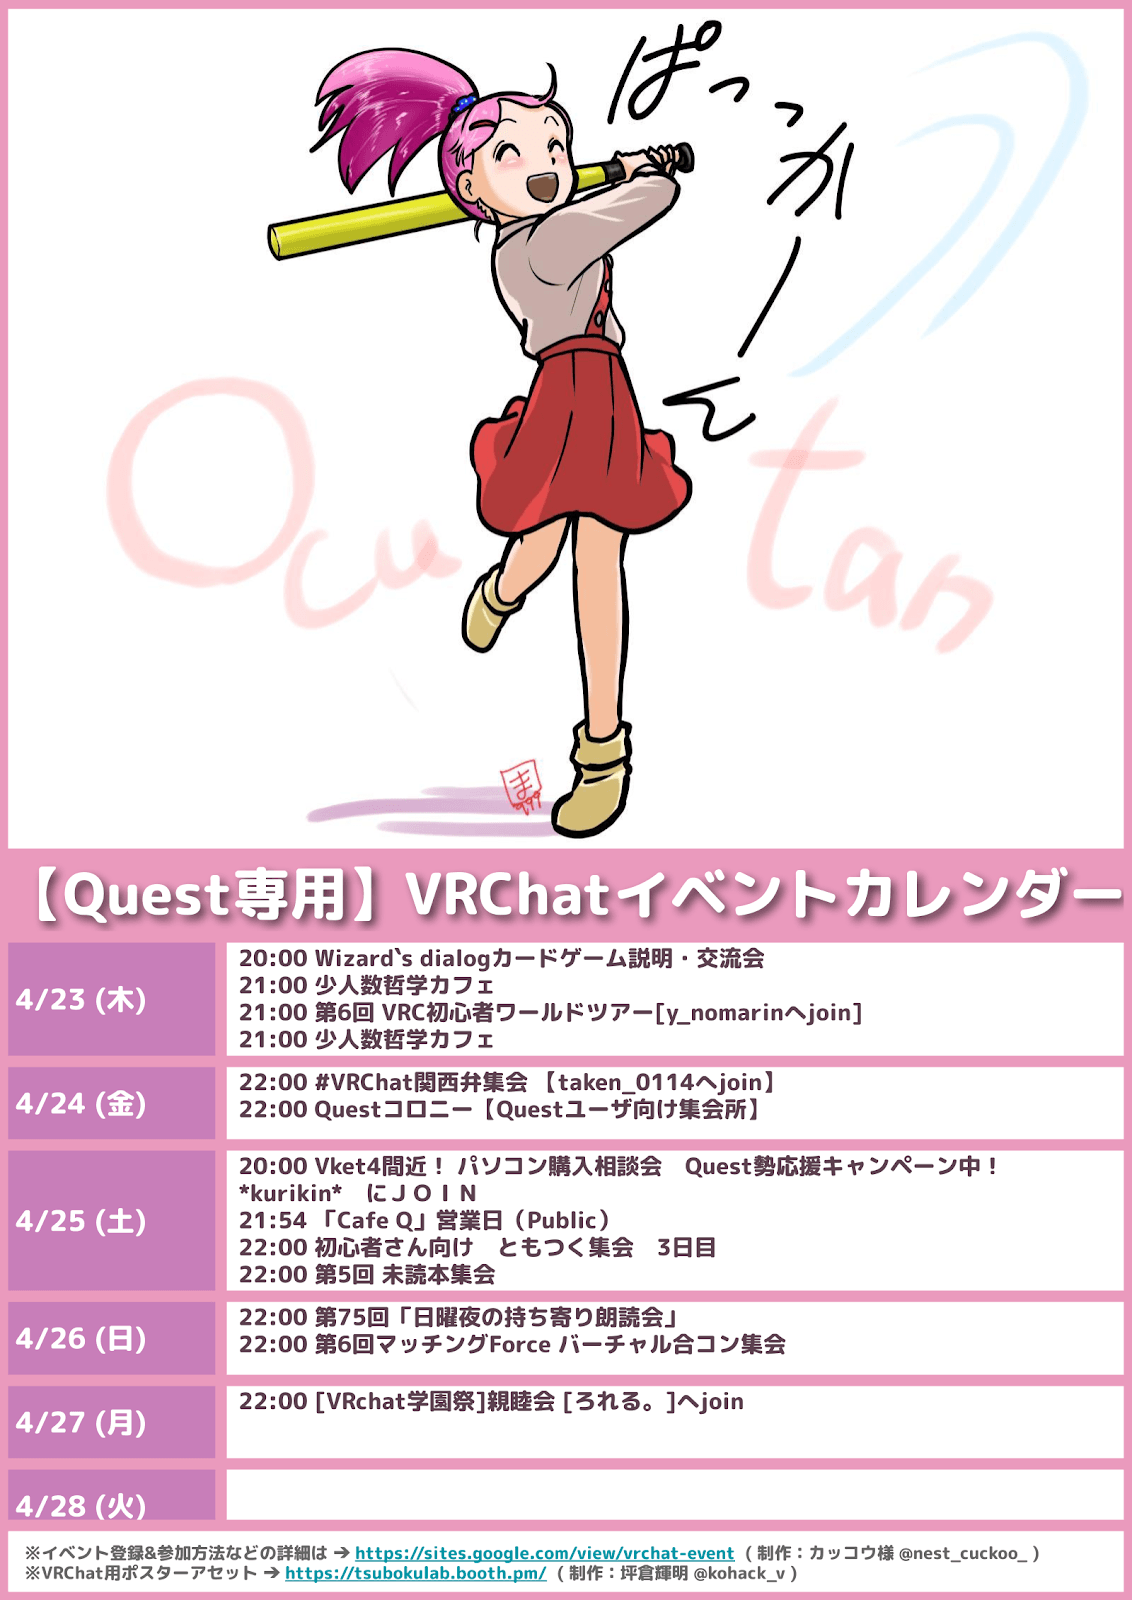 ぱっっかーん
Ocu tan
ま
【Quest専用】VRChatイベントカレンダー
4/23 (木)
20:00 Wizard`s dialogカードゲーム説明・交流会
21:00 少人数哲学カフェ
21:00 第6回 VRC初心者ワールドツアー[y_nomarinへjoin]
21:00 少人数哲学カフェ
4/24 (金)
22:00 #VRChat関西弁集会 【taken_0114へjoin】
22:00 Questコロニー【Questユーザ向け集会所】
4/25 (土)
20:00 Vket4間近！ パソコン購入相談会　Quest勢応援キャンペーン中！
*kurikin*　にＪＯＩＮ
21:54 「Cafe Q」営業日（Public）
22:00 初心者さん向け　ともつく集会　3日目
22:00 第5回 未読本集会
4/26 (日)
22:00 第75回「日曜夜の持ち寄り朗読会」
22:00 第6回マッチングForce バーチャル合コン集会
4/27 (月)
22:00 [VRchat学園祭]親睦会 [ろれる。]へjoin
4/28 (火)
※イベント登録&参加方法などの詳細は ➔ https://sites.google.com/view/vrchat-event （ 制作：カッコウ様 @nest_cuckoo_ ）
※VRChat用ポスターアセット ➔ https://tsubokulab.booth.pm/ （ 制作：坪倉輝明 @kohack_v ）